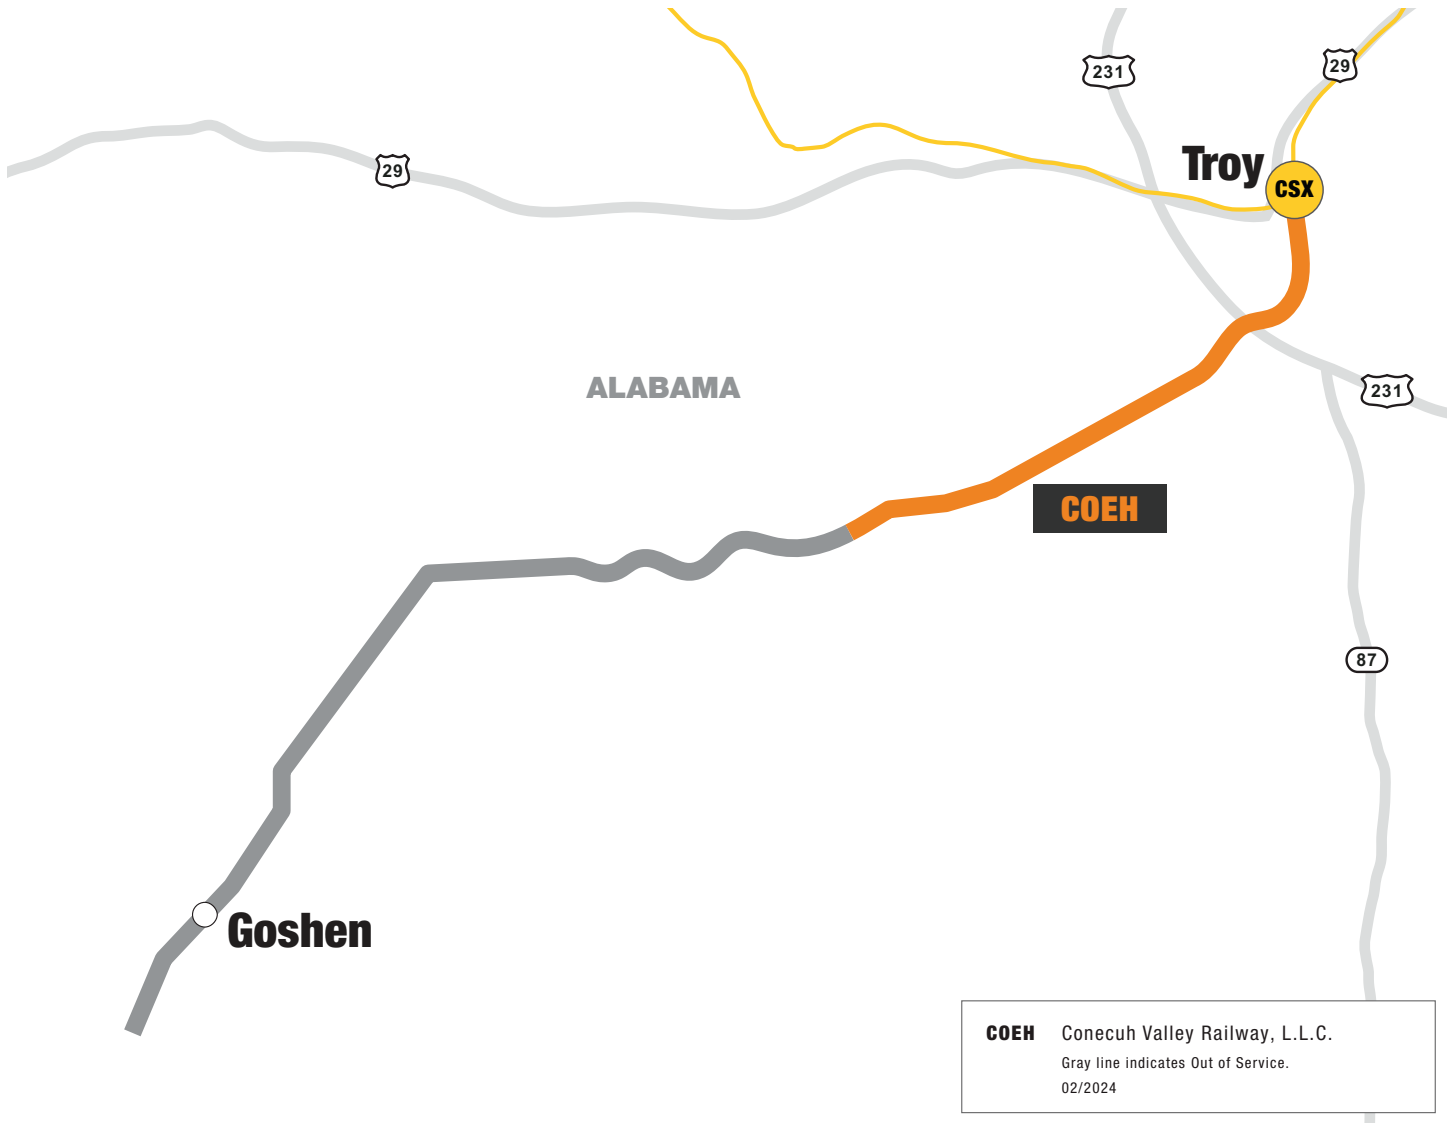 231
29
29
Troy
CSX
ALABAMA
231
COEH
87
Goshen
COEH Conecuh Valley Railway, L.L.C.
Gray line indicates Out of Service.
02/2024